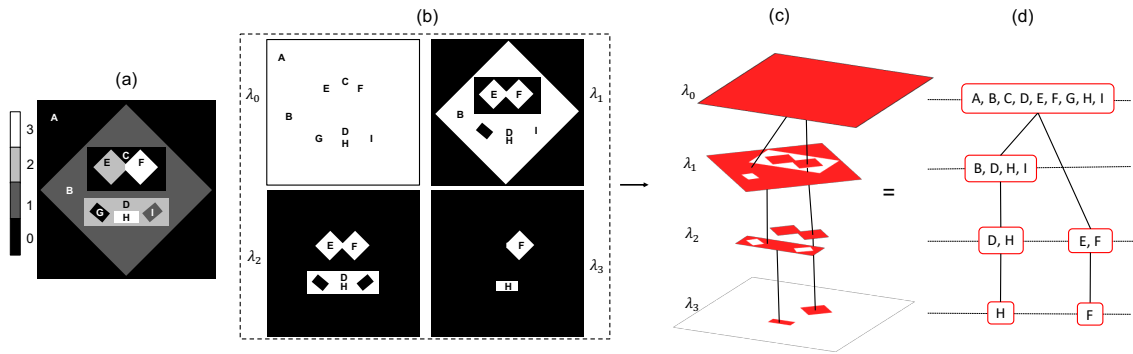 (a)
(b)
(c)
(d)
3
2
1
0
A
B
C
E
F
D
G
H
I
λ0
A
C
E
F
B
D
G
H
I
λ1
E
F
B
D
I
H
λ2
E
F
D
H
λ3
F
H
λ0
λ1
λ2
λ3
=
A, B, C, D, E, F, G, H, I
B, D, H, I
D, H
E, F
H
F